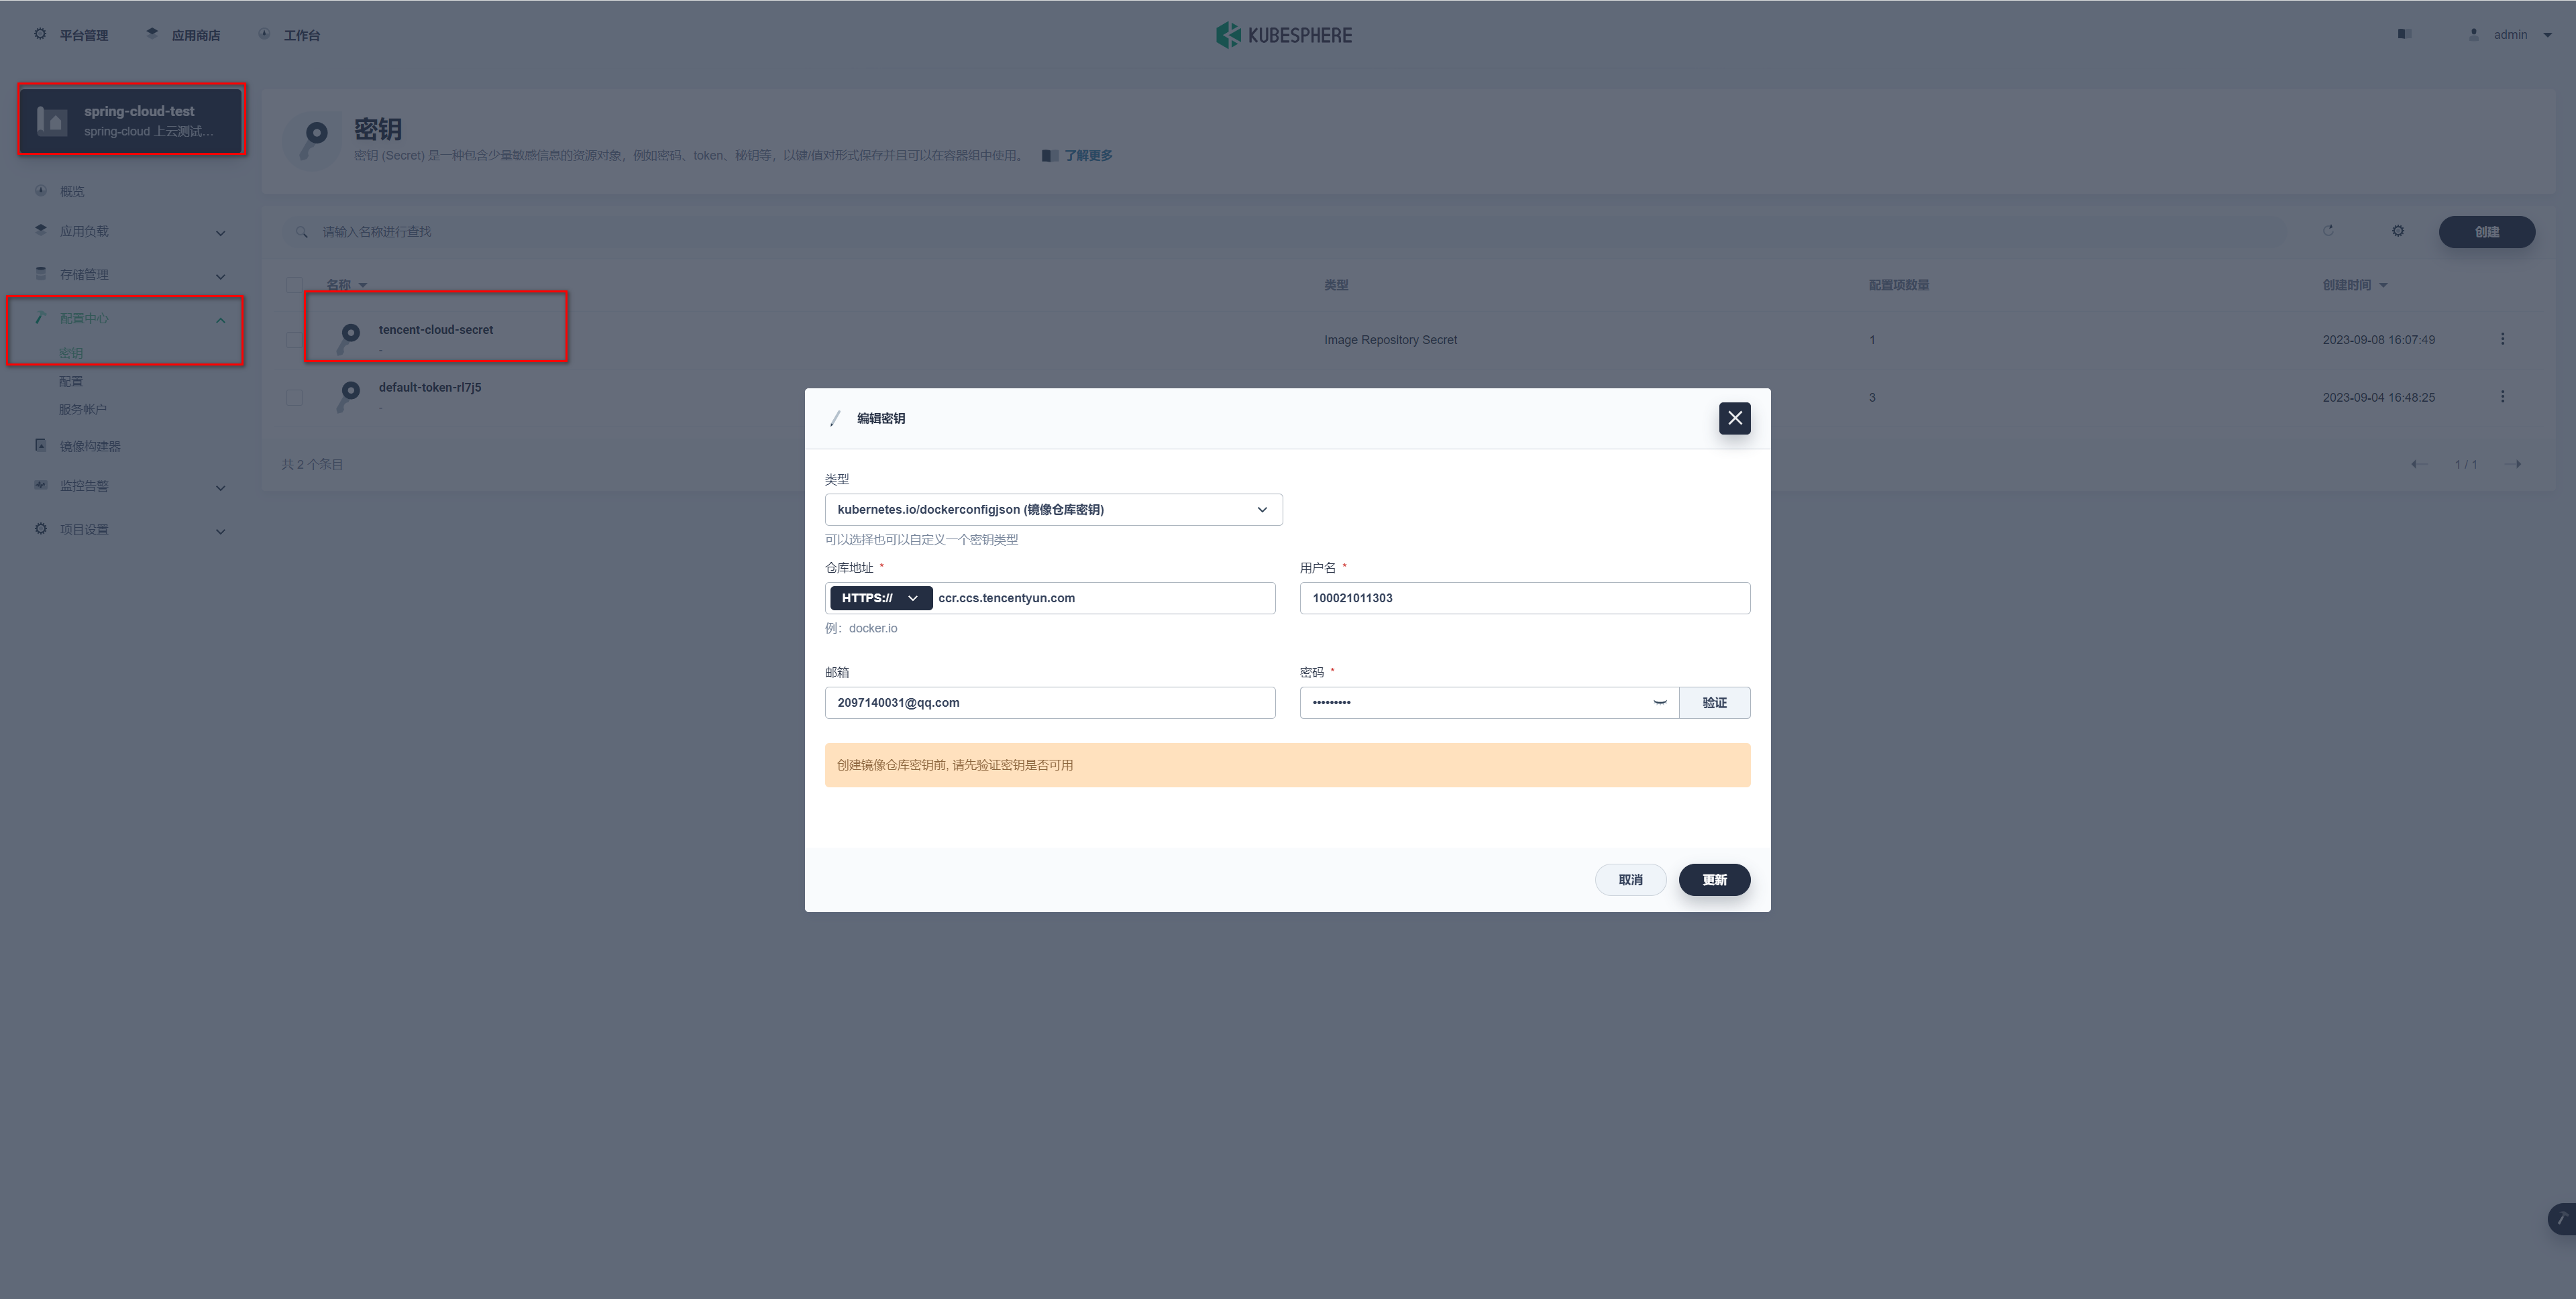 平台管理
应用商店
工作台
KUBESPHERE
admin
spring-cloud-test
spring-cloud 上云测试...
概览
应用负载
存储管理
配置中心
密钥
配置
服务帐户
镜像构建器
监控告警
项目设置
密钥
密钥 (Secret) 是一种包含少量敏感信息的资源对象，例如密码、token、秘钥等，以键/值对形式保存并且可以在容器组中使用。 了解更多
请输入名称进行查找
创建
名称 类型 配置项数量 创建时间
tencent-cloud-secret
-
Image Repository Secret
1
2023-09-08 16:07:49
default-token-rl7j5
-
3
2023-09-04 16:48:25
共 2 个条目
1 / 1
编辑密钥
类型
kubernetes.io/dockerconfigjson (镜像仓库密钥)
可以选择也可以自定义一个密钥类型
仓库地址 *
HTTPS:// ccr.ccs.tencentyun.com
例：docker.io
用户名 *
100021011303
邮箱
2097140031@qq.com
密码 *
•••••••••
验证
创建镜像仓库密钥前, 请先验证密钥是否可用
取消
更新